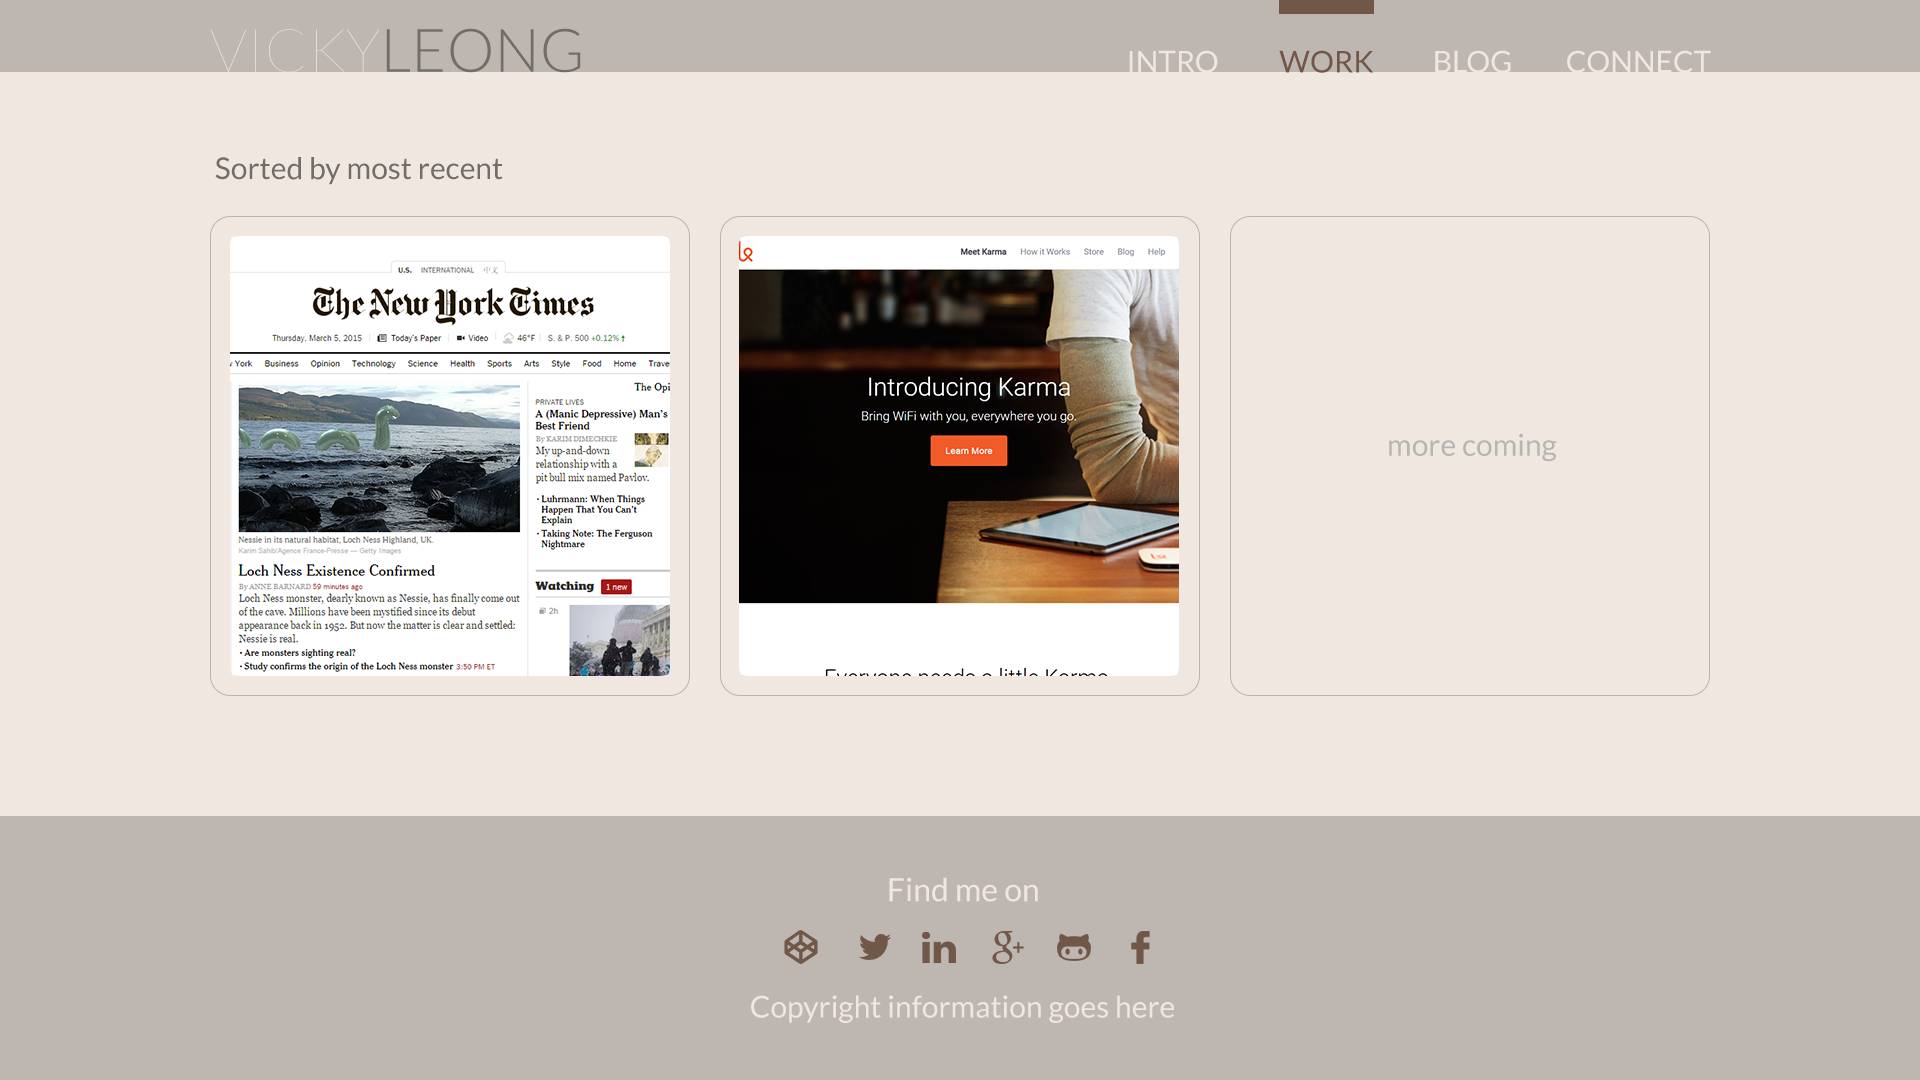 VICKYLEONG
INTRO WORK BLOG CONNECT
Sorted by most recent
U.S. INTERNATIONAL 中文
The New York Times
Thursday, March 5, 2015 Today's Paper Video 46°F S. & P. 500 +0.12%
York Business Opinion Technology Science Health Sports Arts Style Food Home Trave
Nessie in its natural habitat, Loch Ness Highland, UK.
Karim Sahib/Agence France-Presse — Getty Images
Loch Ness Existence Confirmed
By ANNE BARNARD 59 minutes ago
Loch Ness monster, dearly known as Nessie, has finally come out
of the cave. Millions have been mystified since its debut
appearance back in 1952. But now the matter is clear and settled:
Nessie is real.
• Are monsters sighting real?
• Study confirms the origin of the Loch Ness monster 3:50 PM ET
The Opi
PRIVATE LIVES
A (Manic Depressive) Man's
Best Friend
By KARIM DIMECHKIE
My up-and-down
relationship with a
pit bull mix named Pavlov.
• Luhrmann: When Things
Happen That You Can't
Explain
• Taking Note: The Ferguson
Nightmare
Watching 1 new
2h
Meet Karma How it Works Store Blog Help
Introducing Karma
Bring WiFi with you, everywhere you go.
Learn More
Everyone needs a little Karma
more coming
Find me on
Copyright information goes here